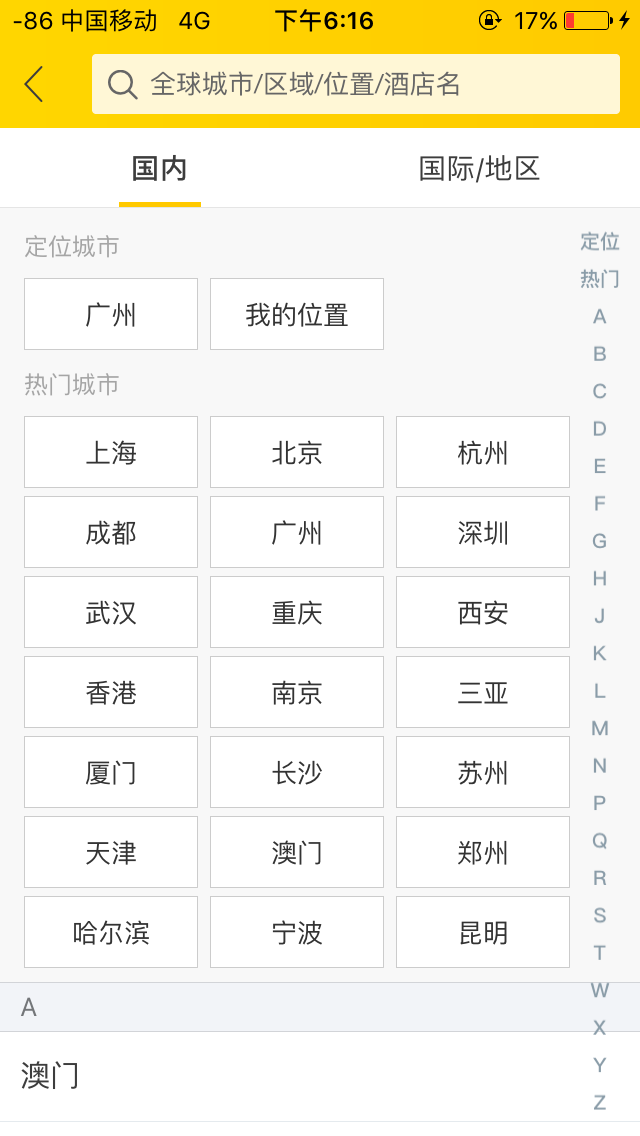 -86 中国移动 4G 下午6:16 17%
全球城市/区域/位置/酒店名
国内 国际/地区
定位城市
广州 我的位置
热门城市
上海 北京 杭州
成都 广州 深圳
武汉 重庆 西安
香港 南京 三亚
厦门 长沙 苏州
天津 澳门 郑州
哈尔滨 宁波 昆明
A
澳门
定位
热门
A
B
C
D
E
F
G
H
J
K
L
M
N
P
Q
R
S
T
W
X
Y
Z